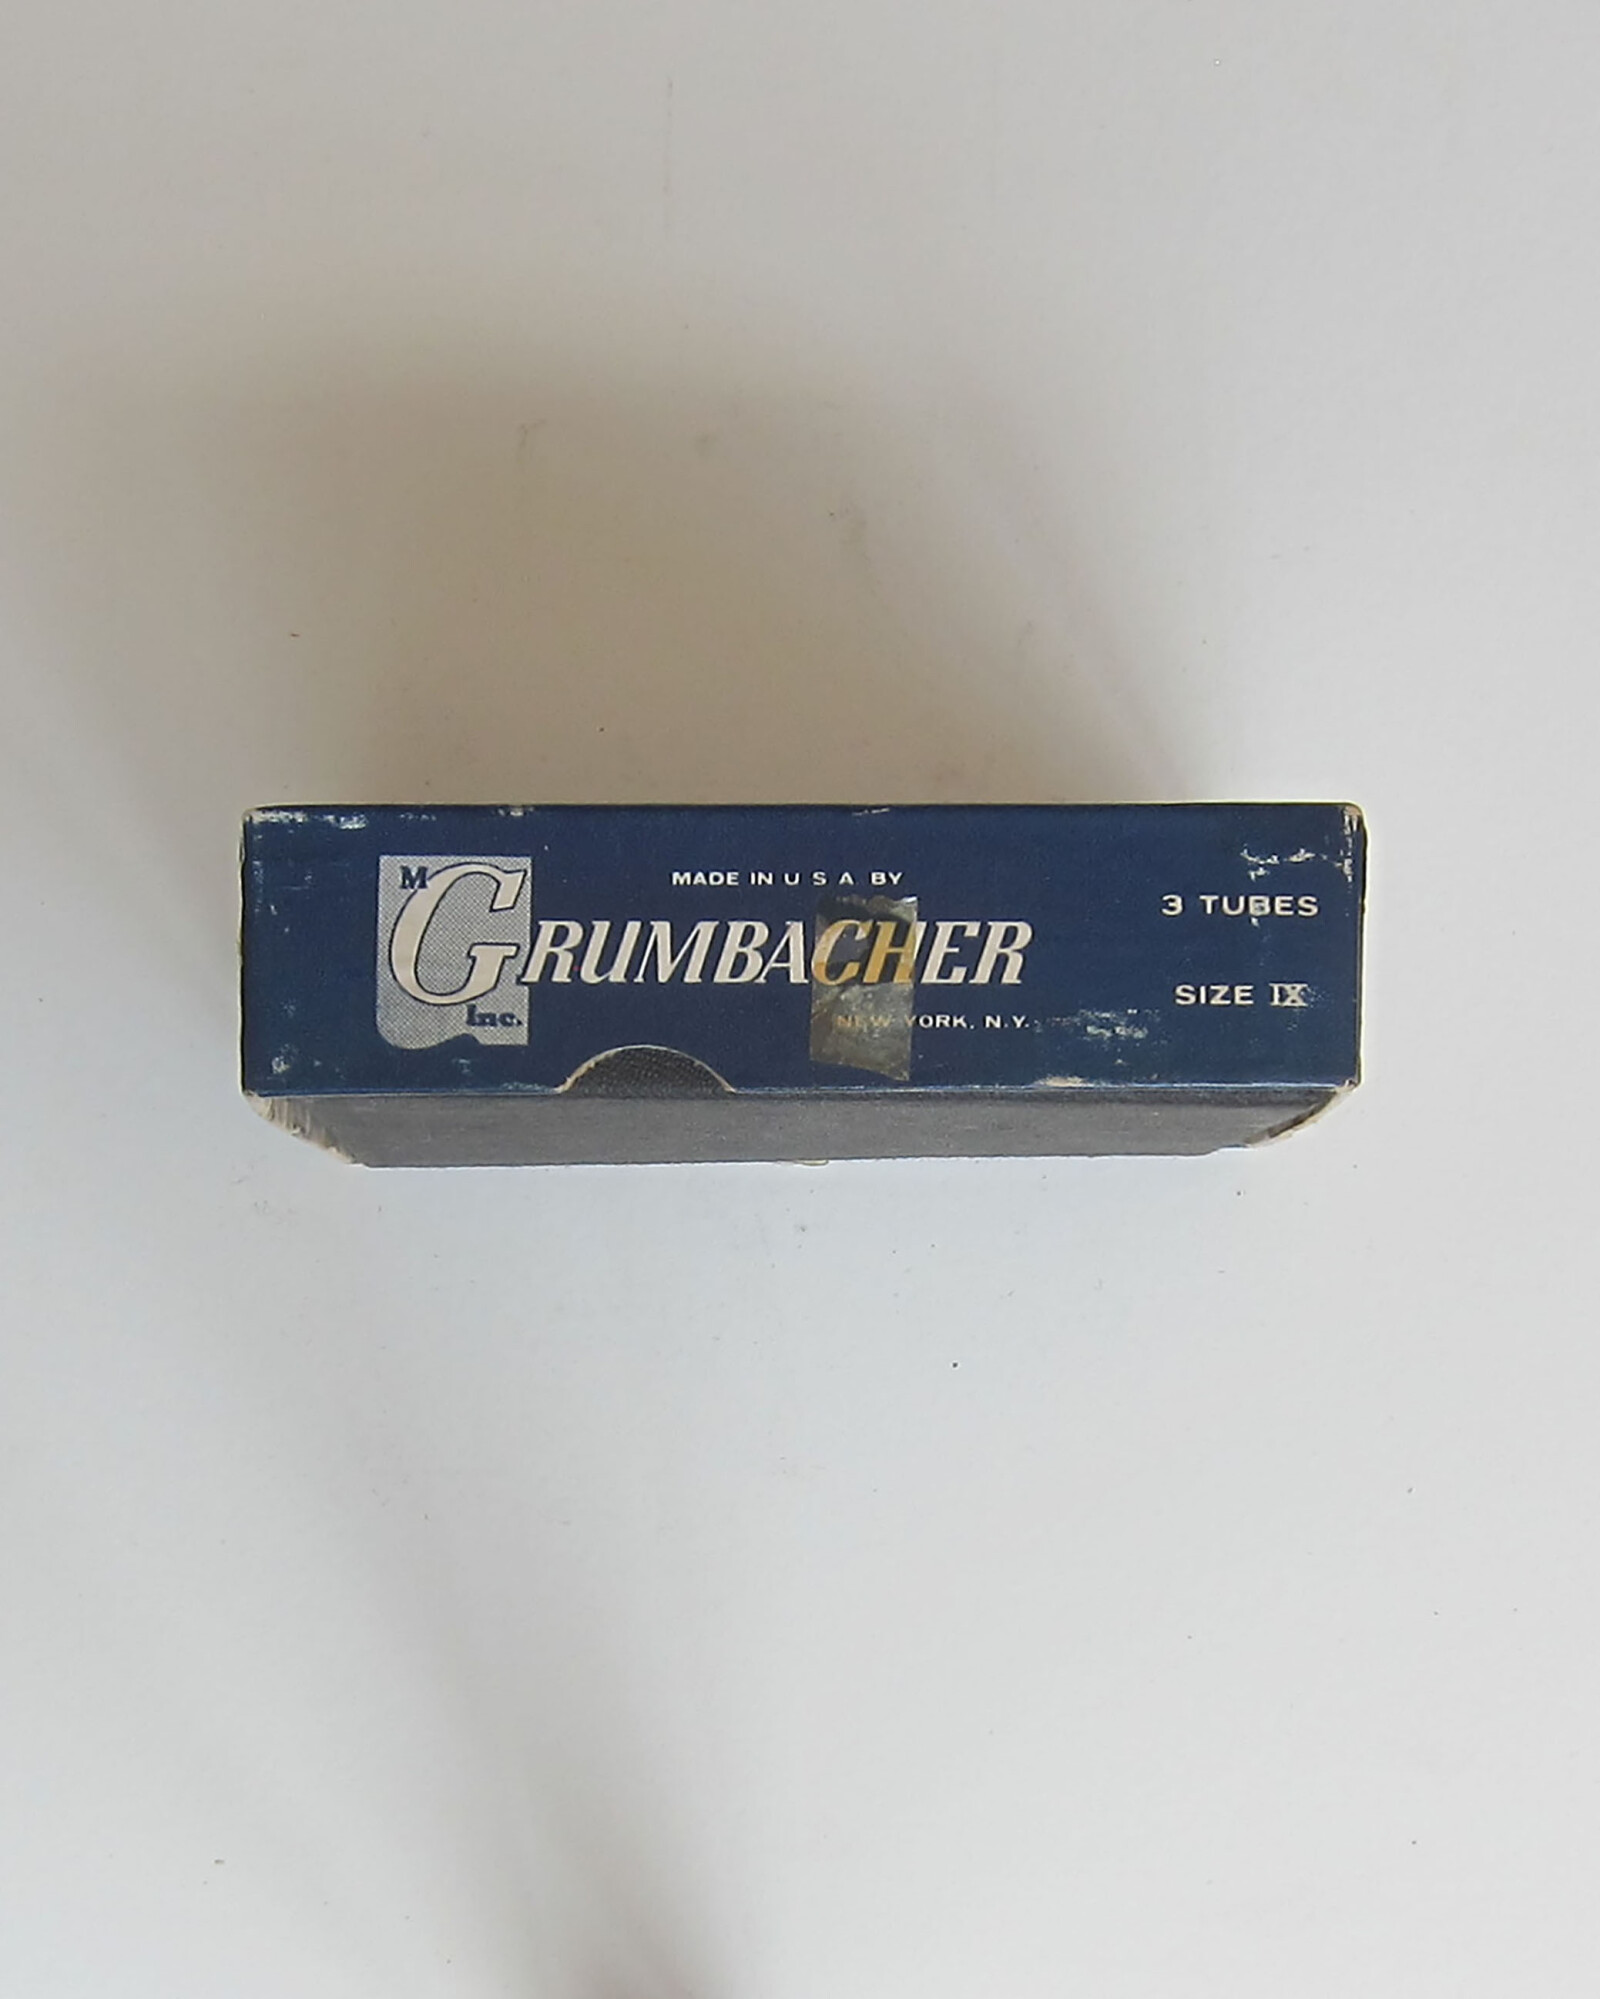 MADE IN U S A BY
M GRUMBACHER Inc.
NEW YORK, N.Y.
3 TUBES
SIZE IX